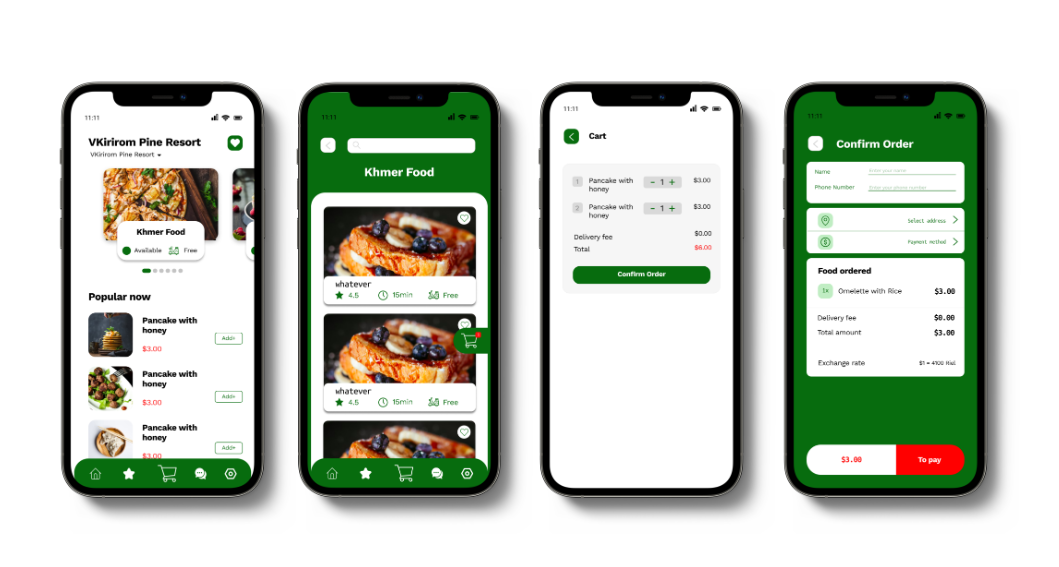 11:11
VKirirom Pine Resort
VKirirom Pine Resort
Khmer Food
Available
Free
Popular now
Pancake with
honey
$3.00
Add+
Pancake with
honey
$3.00
Add+
Pancake with
honey
$3.00
Add+
11:11
Khmer Food
whatever
4.5
15min
Free
whatever
4.5
15min
Free
11:11
Cart
1
Pancake with
honey
- 1 +
$3.00
2
Pancake with
honey
- 1 +
$3.00
Delivery fee
$0.00
Total
$6.00
Confirm Order
11:11
Confirm Order
Name
Enter your name
Phone Number
Enter your phone number
Select address
Payment method
Food ordered
1x
Omelette with Rice
$3.00
Delivery fee
$0.00
Total amount
$3.00
Exchange rate
$1 = 4100 Riel
$3.00
To pay